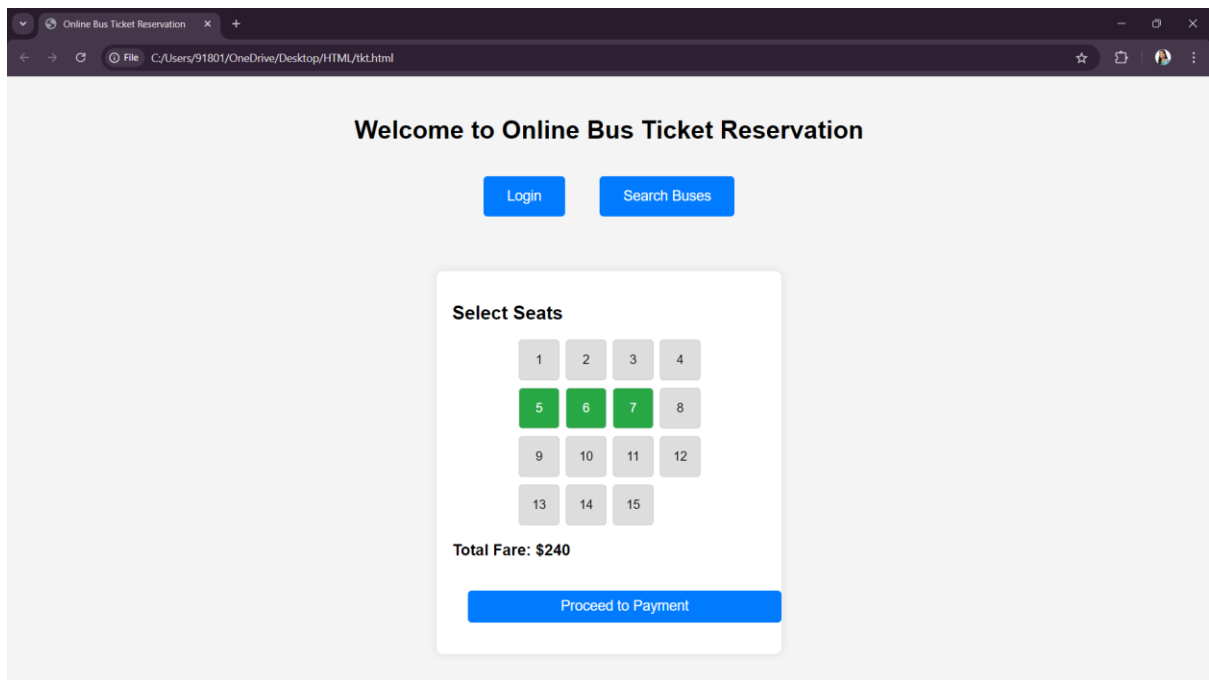 Online Bus Ticket Reservation
File C:/Users/91801/OneDrive/Desktop/HTML/tkt.html
Welcome to Online Bus Ticket Reservation
Login Search Buses
Select Seats
1 2 3 4
5 6 7 8
9 10 11 12
13 14 15
Total Fare: $240
Proceed to Payment